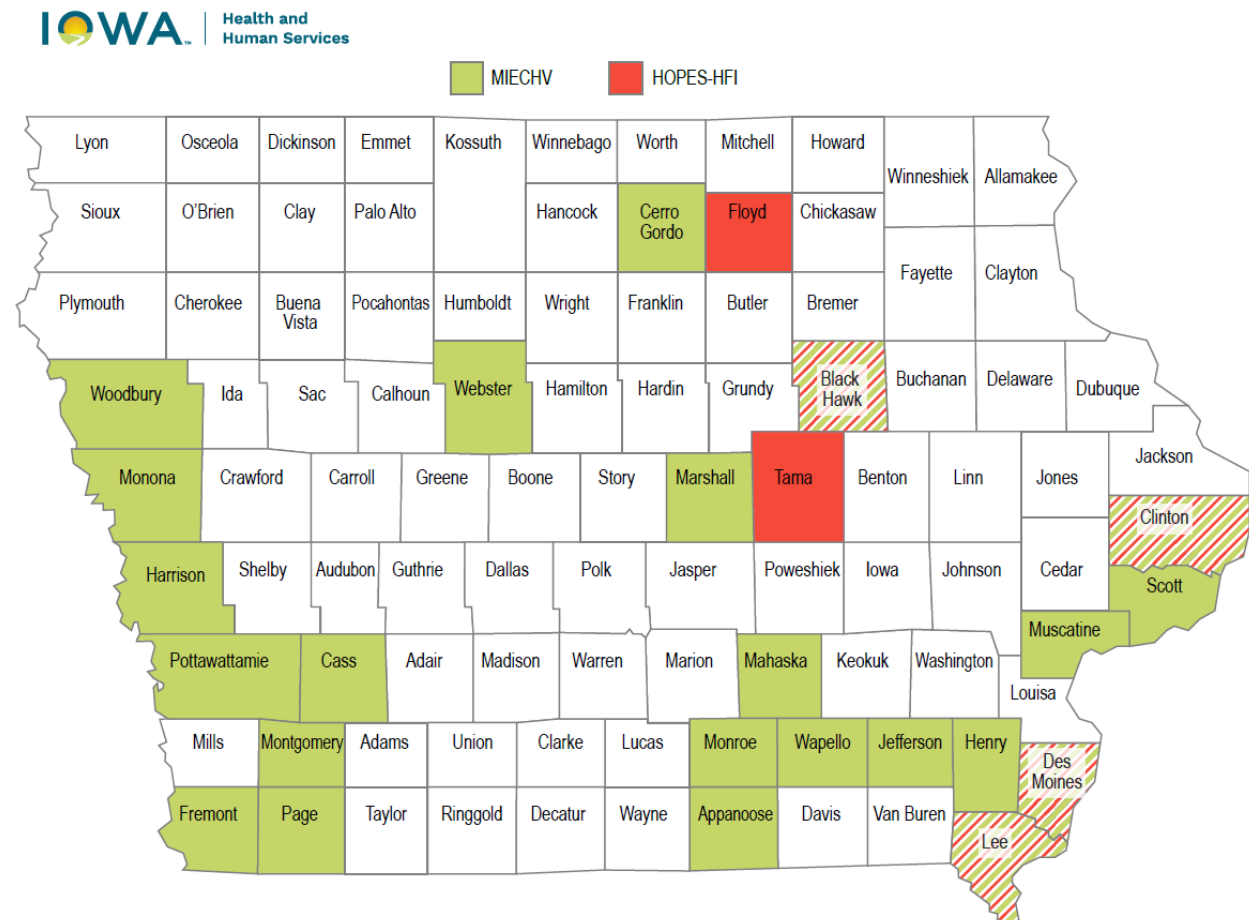 IOWA™
Health and
Human Services
MIECHV
HOPES-HFI
Lyon
Osceola
Dickinson
Emmet
Kossuth
Winnebago
Worth
Mitchell
Howard
Winneshiek
Allamakee
Sioux
O'Brien
Clay
Palo Alto
Hancock
Cerro
Gordo
Floyd
Chickasaw
Fayette
Clayton
Plymouth
Cherokee
Buena
Vista
Pocahontas
Humboldt
Wright
Franklin
Butler
Bremer
Woodbury
Ida
Sac
Calhoun
Webster
Hamilton
Hardin
Grundy
Black
Hawk
Buchanan
Delaware
Dubuque
Monona
Crawford
Carroll
Greene
Boone
Story
Marshall
Tama
Benton
Linn
Jones
Jackson
Clinton
Harrison
Shelby
Audubon
Guthrie
Dallas
Polk
Jasper
Poweshiek
Iowa
Johnson
Cedar
Scott
Muscatine
Pottawattamie
Cass
Adair
Madison
Warren
Marion
Mahaska
Keokuk
Washington
Louisa
Mills
Montgomery
Adams
Union
Clarke
Lucas
Monroe
Wapello
Jefferson
Henry
Des
Moines
Fremont
Page
Taylor
Ringgold
Decatur
Wayne
Appanoose
Davis
Van Buren
Lee